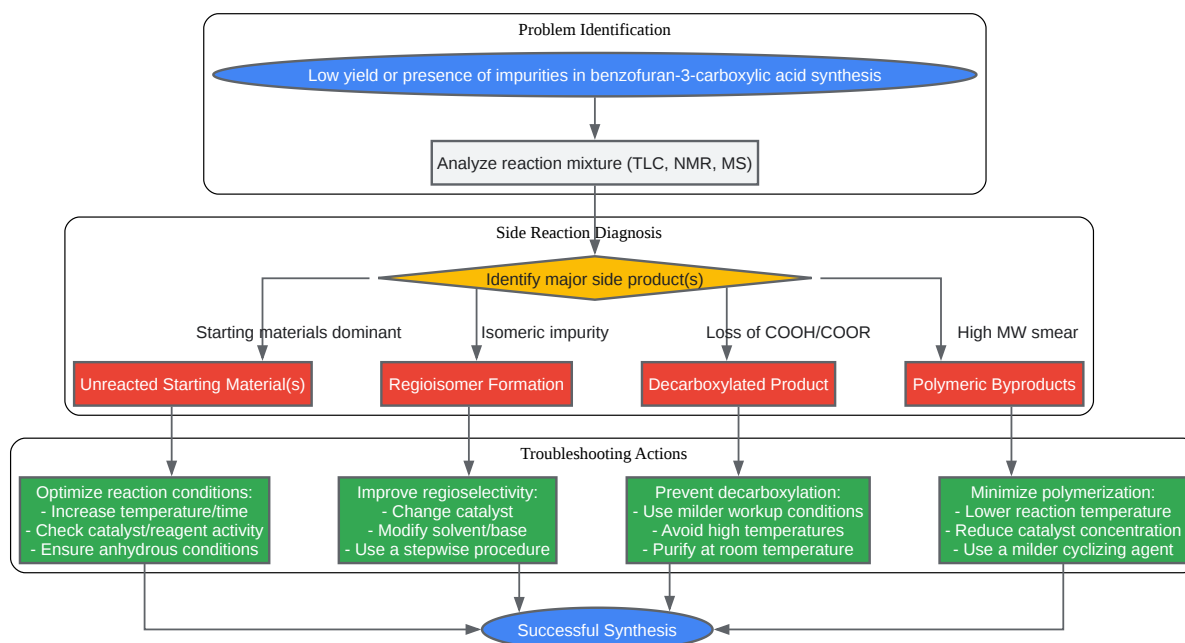 Problem Identification
Low yield or presence of impurities in benzofuran-3-carboxylic acid synthesis
Analyze reaction mixture (TLC, NMR, MS)
Side Reaction Diagnosis
Identify major side product(s)
Starting materials dominant
Isomeric impurity
Loss of COOH/COOR
High MW smear
Unreacted Starting Material(s)
Regioisomer Formation
Decarboxylated Product
Polymeric Byproducts
Troubleshooting Actions
Optimize reaction conditions:
- Increase temperature/time
- Check catalyst/reagent activity
- Ensure anhydrous conditions
Improve regioselectivity:
- Change catalyst
- Modify solvent/base
- Use a stepwise procedure
Prevent decarboxylation:
- Use milder workup conditions
- Avoid high temperatures
- Purify at room temperature
Minimize polymerization:
- Lower reaction temperature
- Reduce catalyst concentration
- Use a milder cyclizing agent
Successful Synthesis